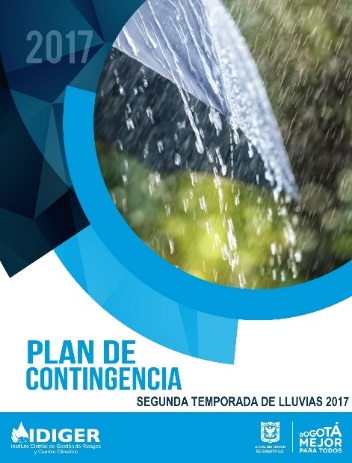 2017
PLAN DE
CONTINGENCIA
SEGUNDA TEMPORADA DE LLUVIAS 2017
IDIGER
Instituto Distrital de Gestión de Riesgos
y Cambio Climático
BOGOTÁ
MEJOR
PARA TODOS